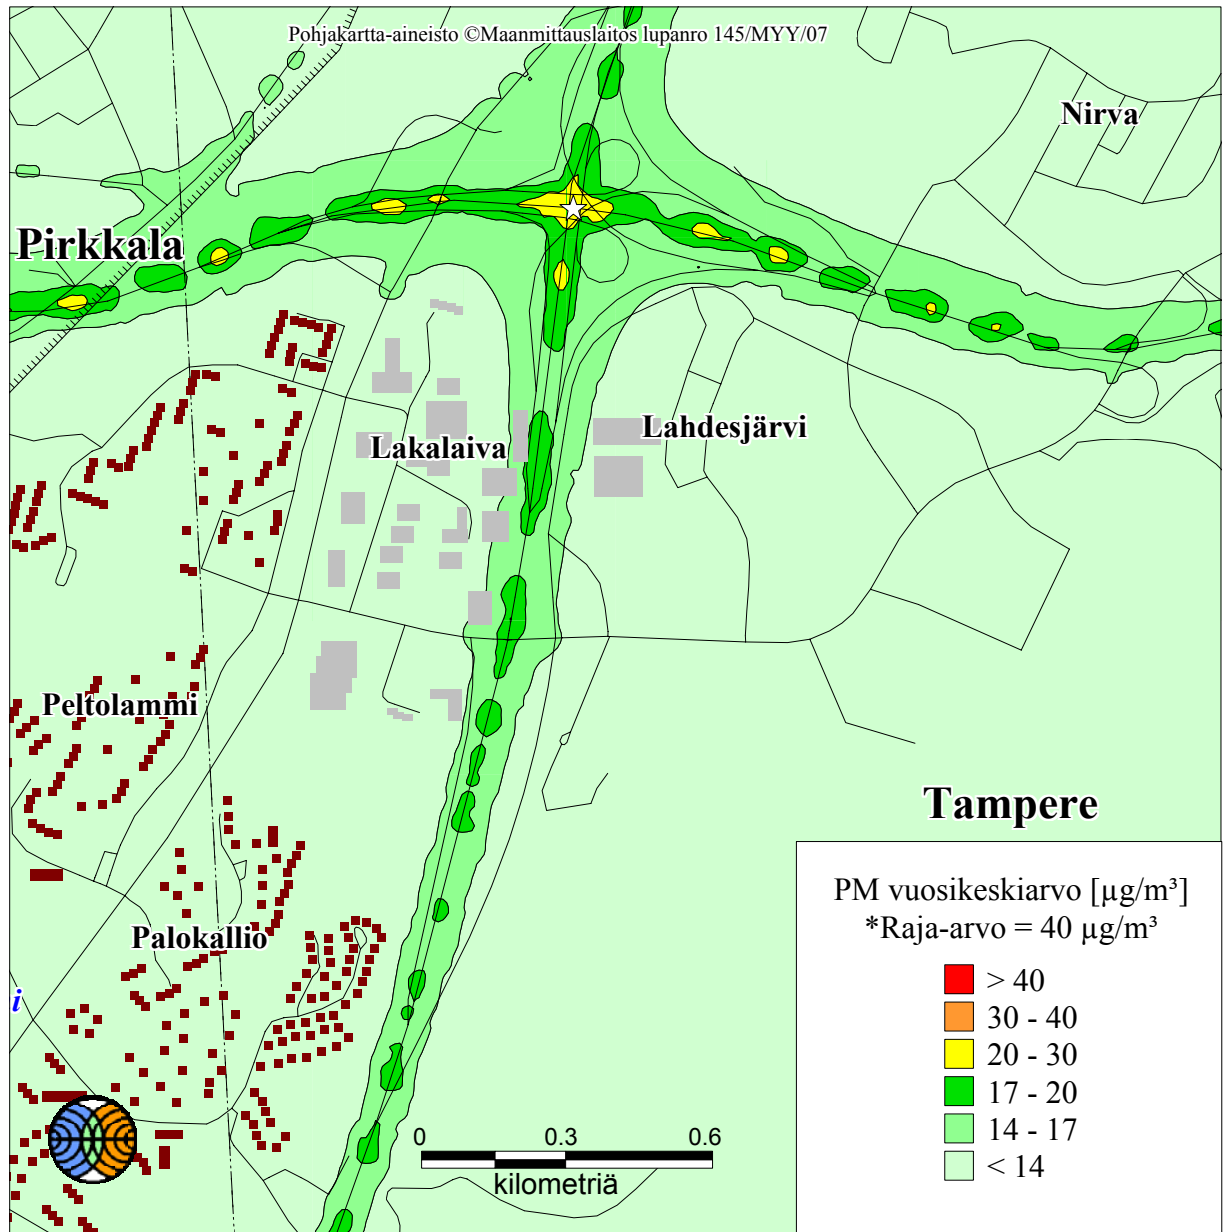 Pohjakartta-aineisto ©Maanmittauslaitos lupanro 145/MYY/07
Nirva
Pirkkala
Lahdesjärvi
Lakalaiva
Peltolammi
Tampere
PM vuosikeskiarvo [µg/m³]
*Raja-arvo = 40 µg/m³
> 40
30 - 40
20 - 30
17 - 20
14 - 17
< 14
Palokallio
i
0 0.3 0.6
kilometriä